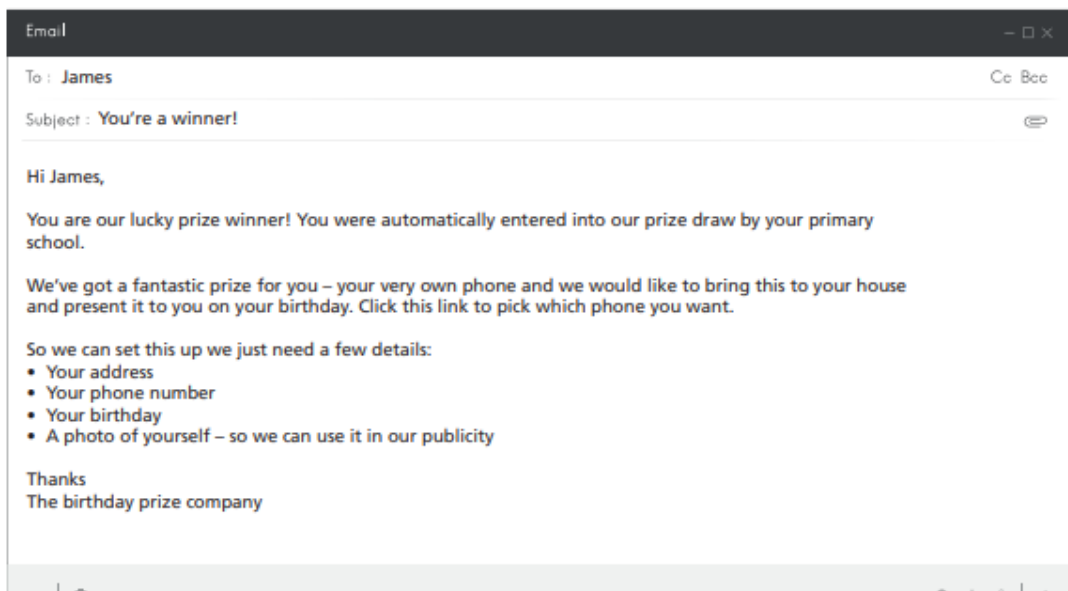 Email
To : James
Cc Bcc
Subject : You're a winner!
Hi James,
You are our lucky prize winner! You were automatically entered into our prize draw by your primary
school.
We've got a fantastic prize for you – your very own phone and we would like to bring this to your house
and present it to you on your birthday. Click this link to pick which phone you want.
So we can set this up we just need a few details:
• Your address
• Your phone number
• Your birthday
• A photo of yourself – so we can use it in our publicity
Thanks
The birthday prize company